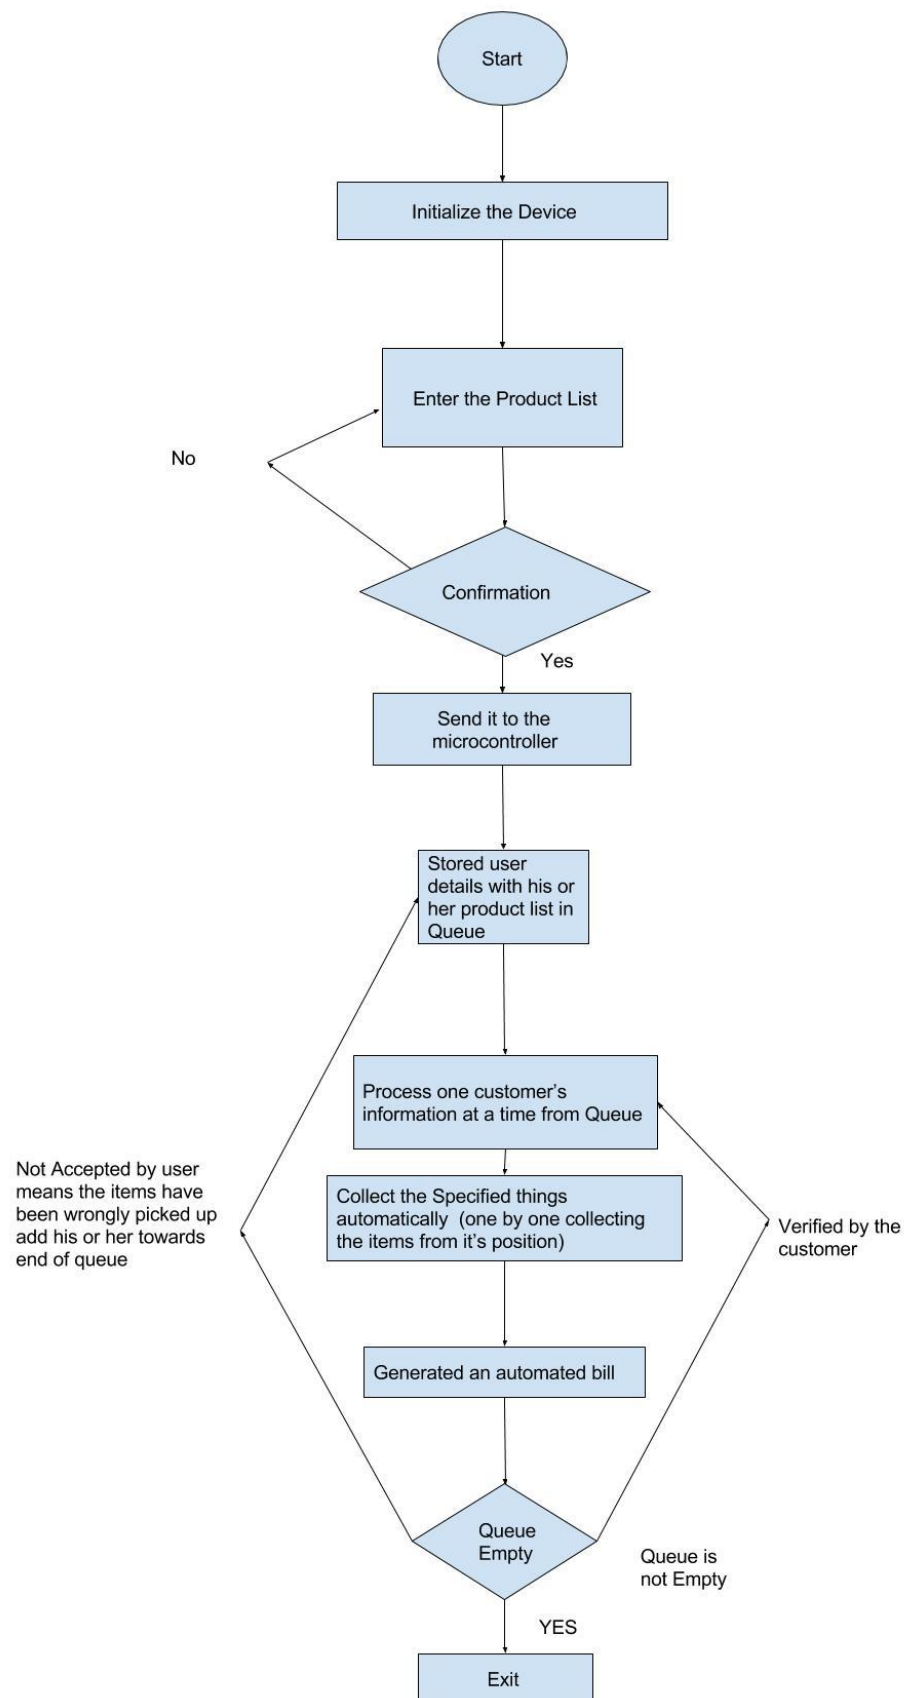 Start
Initialize the Device
Enter the Product List
No
Confirmation
Yes
Send it to the
microcontroller
Stored user
details with his or
her product list in
Queue
Process one customer's
information at a time from Queue
Not Accepted by user
means the items have
been wrongly picked up
add his or her towards
end of queue
Collect the Specified things
automatically (one by one collecting
the items from it's position)
Verified by the
customer
Generated an automated bill
Queue
Empty
Queue is
not Empty
YES
Exit